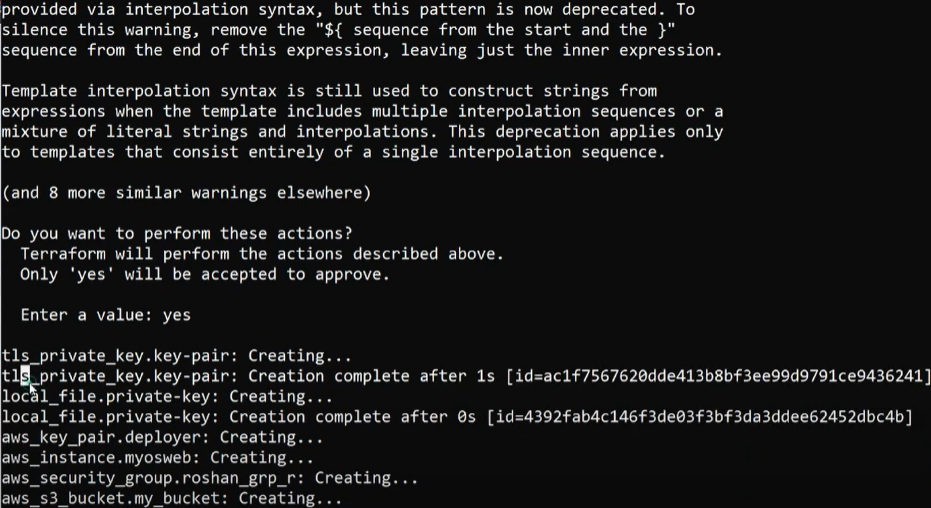 provided via interpolation syntax, but this pattern is now deprecated. To
silence this warning, remove the "${ sequence from the start and the }"
sequence from the end of this expression, leaving just the inner expression.
Template interpolation syntax is still used to construct strings from
expressions when the template includes multiple interpolation sequences or a
mixture of literal strings and interpolations. This deprecation applies only
to templates that consist entirely of a single interpolation sequence.
(and 8 more similar warnings elsewhere)
Do you want to perform these actions?
Terraform will perform the actions described above.
Only 'yes' will be accepted to approve.
Enter a value: yes
tls_private_key.key-pair: Creating...
tls_private_key.key-pair: Creation complete after 1s [id=ac1f7567620dde413b8bf3ee99d9791ce9436241]
local_file.private-key: Creating...
local_file.private-key: Creation complete after 0s [id=4392fab4c146f3de03f3bf3da3ddee62452dbc4b]
aws_key_pair.deployer: Creating...
aws_instance.myosweb: Creating...
aws_security_group.roshan_grp_r: Creating...
aws_s3_bucket.my_bucket: Creating...